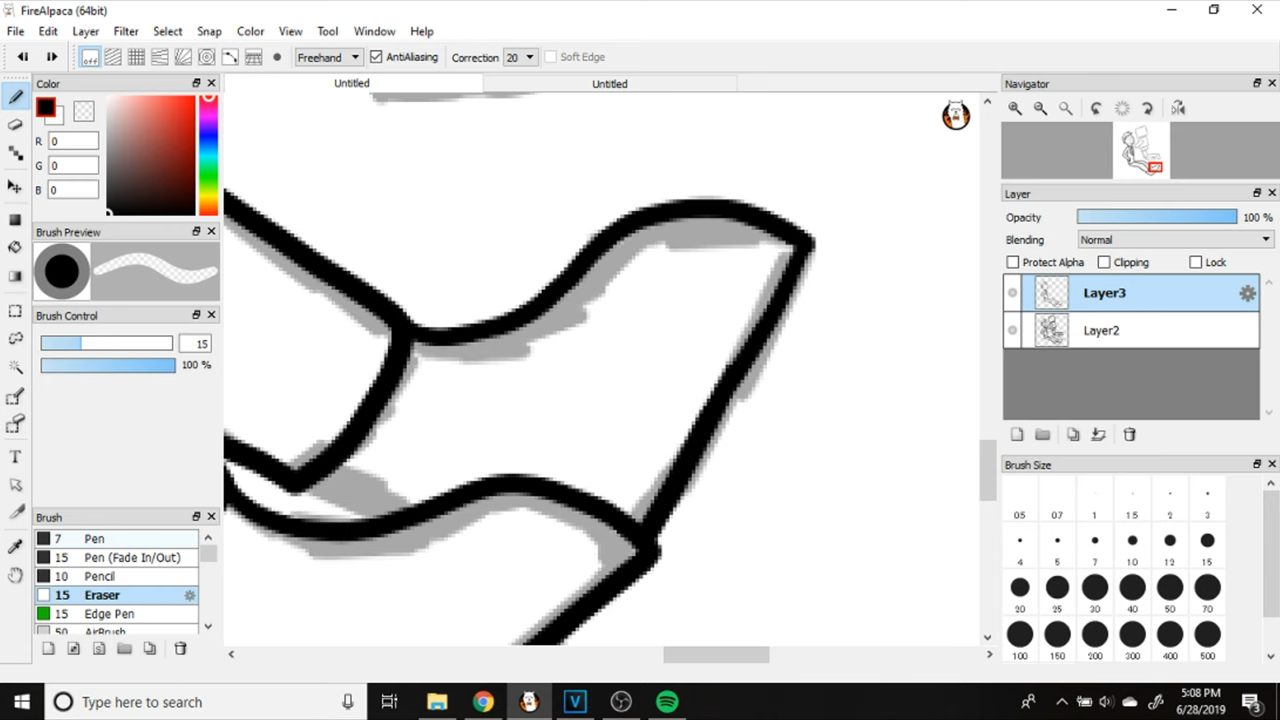 FireAlpaca (64bit)
File Edit Layer Filter Select Snap Color View Tool Window Help
off Freehand AntiAliasing Correction 20 Soft Edge
Color
Untitled Untitled
Navigator
R 0
G 0
B 0
Layer
Opacity 100 %
Brush Preview
Blending Normal
Protect Alpha Clipping Lock
Layer3
Brush Control
Layer2
15
100 %
Brush Size
05 07 1 1.5 2 3
Brush
7 Pen
15 Pen (Fade In/Out)
4 5 7 10 12 15
10 Pencil
15 Eraser
20 25 30 40 50 70
15 Edge Pen
50 AirBrush
100 150 200 300 400 500
Type here to search
V
5:08 PM
6/28/2019
3